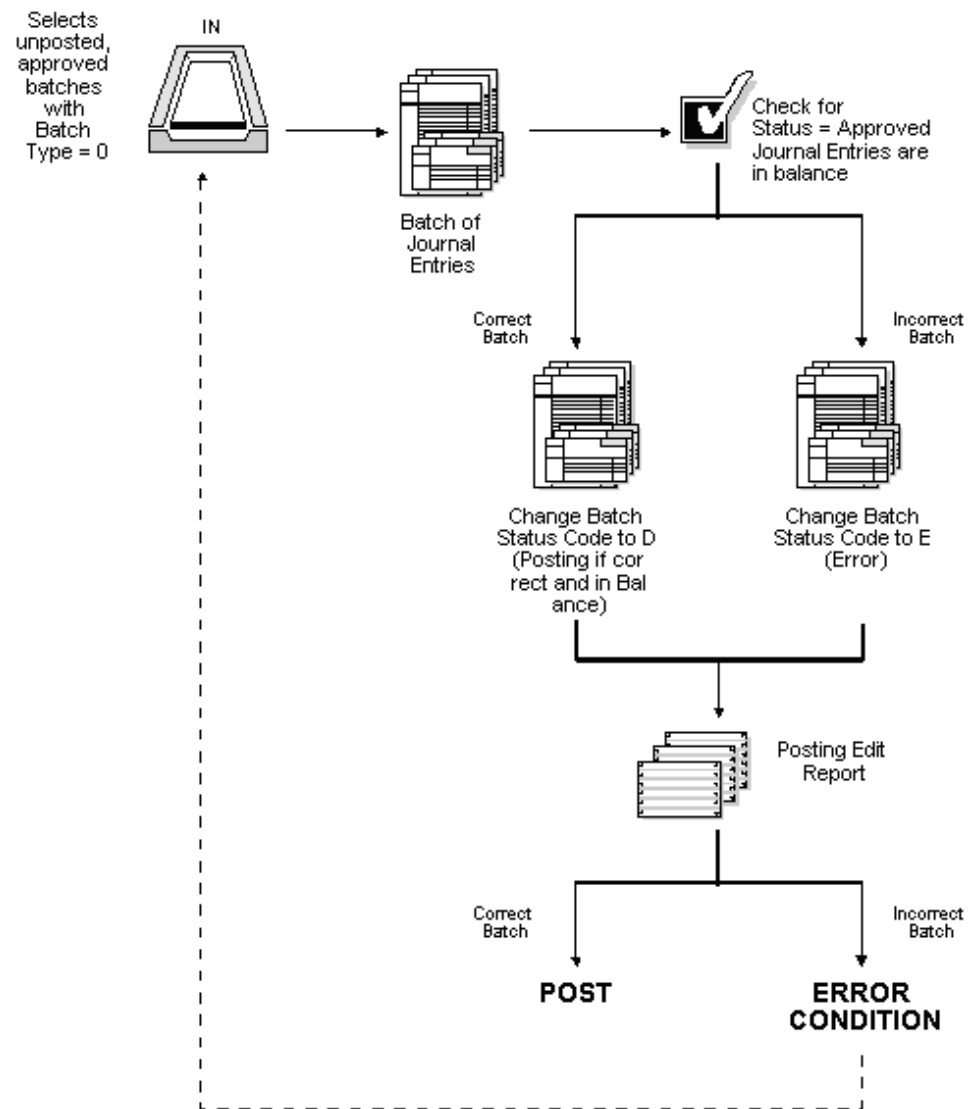 Selects
unposted,
approved
batches
with
Batch
Type = 0
IN
Batch of
Journal
Entries
Check for
Status = Approved
Journal Entries are
in balance
Correct
Batch
Incorrect
Batch
Change Batch
Status Code to D
(Posting if cor
rect and in Bal
ance)
Change Batch
Status Code to E
(Error)
Posting Edit
Report
Correct
Batch
Incorrect
Batch
POST
ERROR
CONDITION